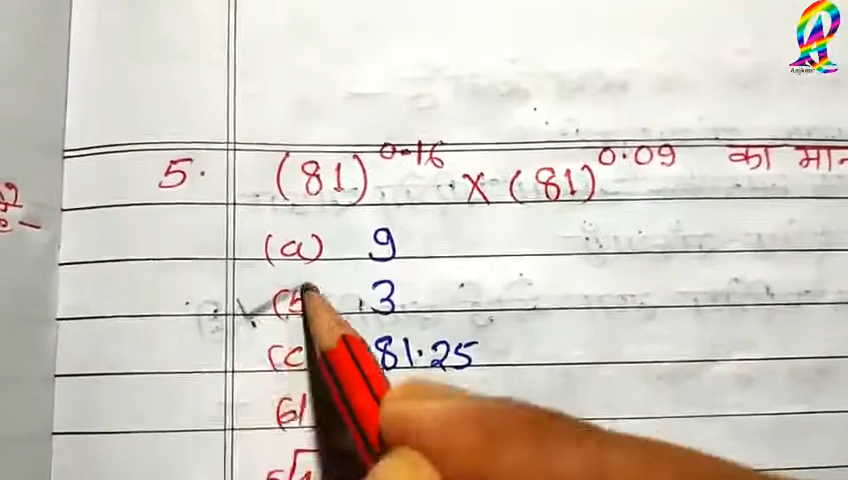 5. (81)^0.16 × (81)^0.09 का मान
(a) 9
(b) 3
(c 81.25